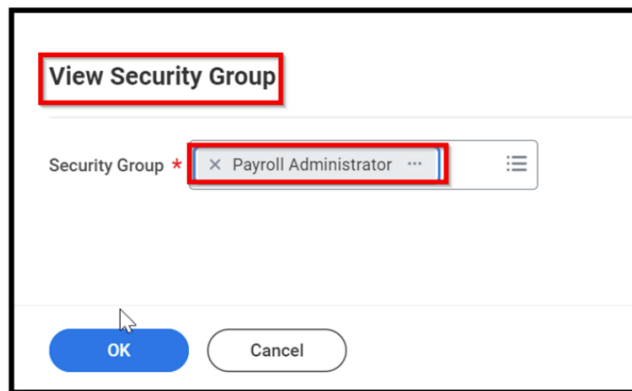 View Security Group
Security Group * × Payroll Administrator ···
OK Cancel